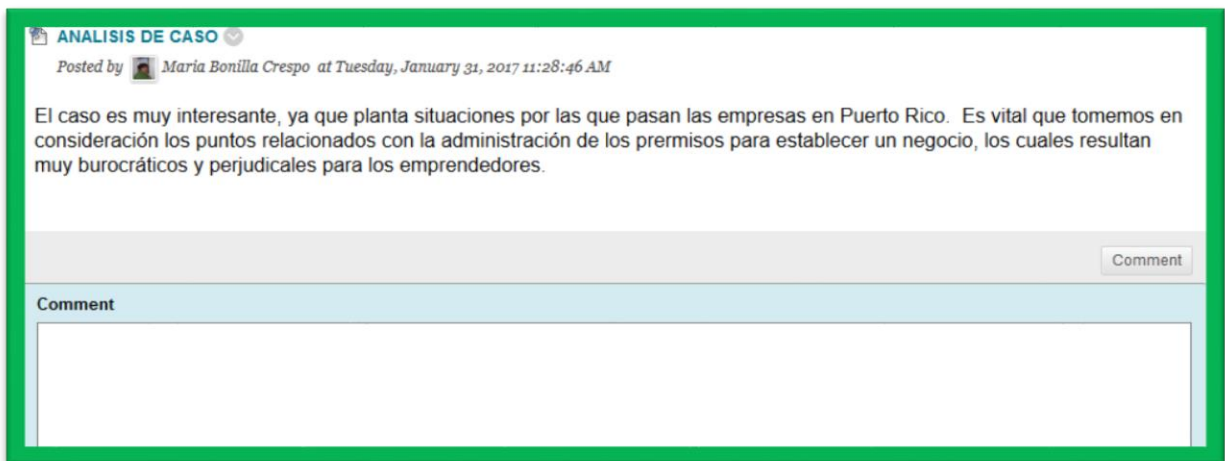 ANALISIS DE CASO
Posted by Maria Bonilla Crespo at Tuesday, January 31, 2017 11:28:46 AM
El caso es muy interesante, ya que planta situaciones por las que pasan las empresas en Puerto Rico. Es vital que tomemos en
consideración los puntos relacionados con la administración de los prermisos para establecer un negocio, los cuales resultan
muy burocráticos y perjudicales para los emprendedores.
Comment
Comment